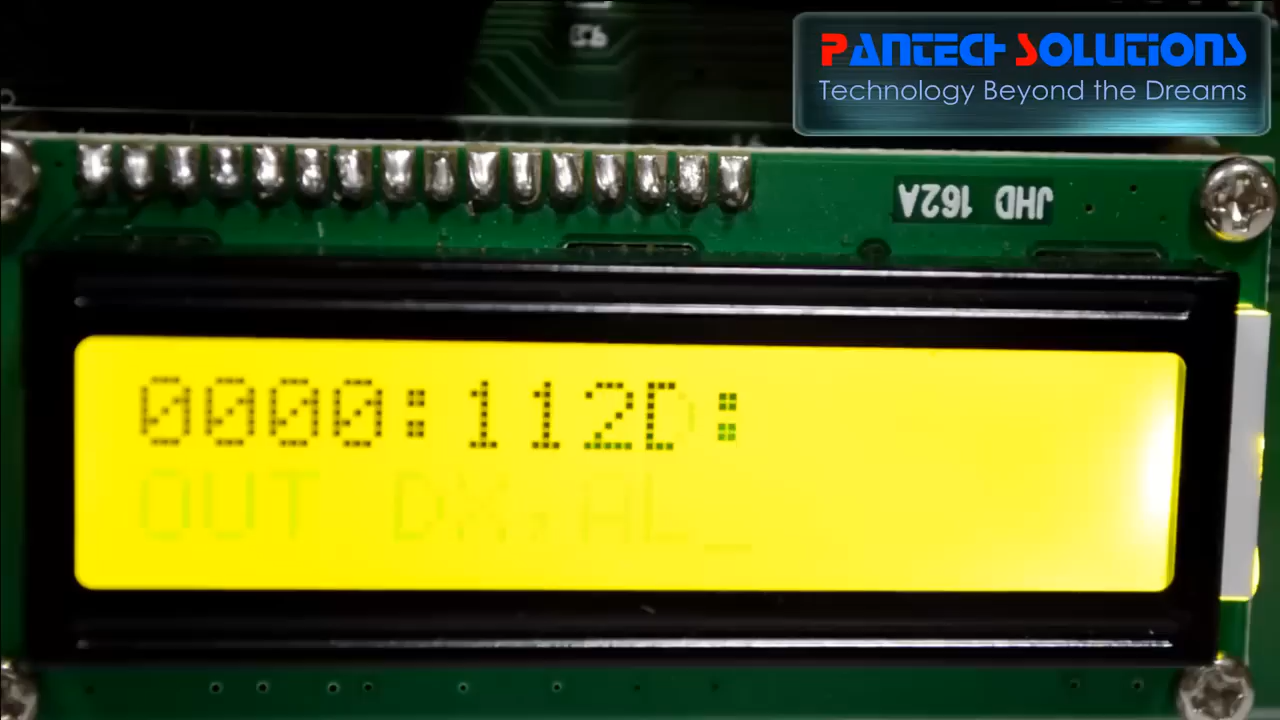 PANTECH SOLUTIONS
Technology Beyond the Dreams
JHD 162A
0000:112D:
OUT DX,AL_